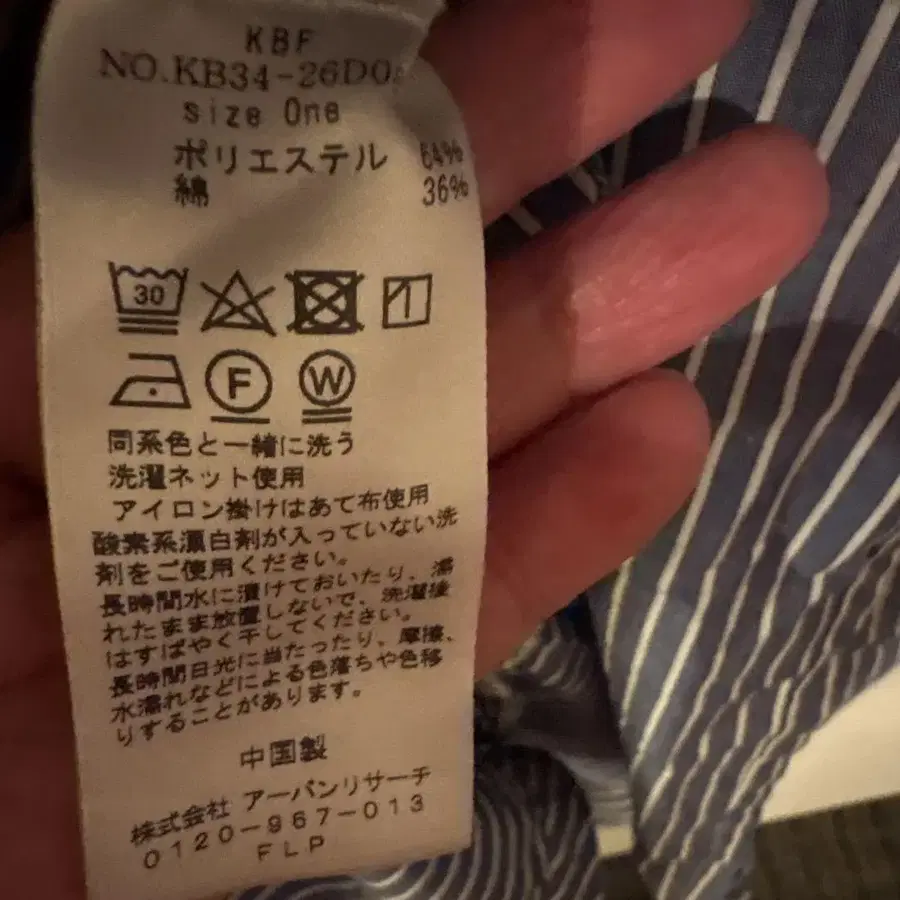 KBF
NO.KB34-26D0
size One
ポリエステル 64%
綿 36%
30
F W
同系色と一緒に洗う
洗濯ネット使用
アイロン掛けはあて布使用
酸素系漂白剤が入っていない洗
剤をご使用ください。
長時間水に漬けておいたり、濡
れたまま放置しないで、洗濯後
はすばやく干してください。
長時間日光に当たったり、摩擦、
水濡れなどによる色落ちや色移
りすることがあります。
中国製
株式会社 アーバンリサーチ
0120-967-013
FLP